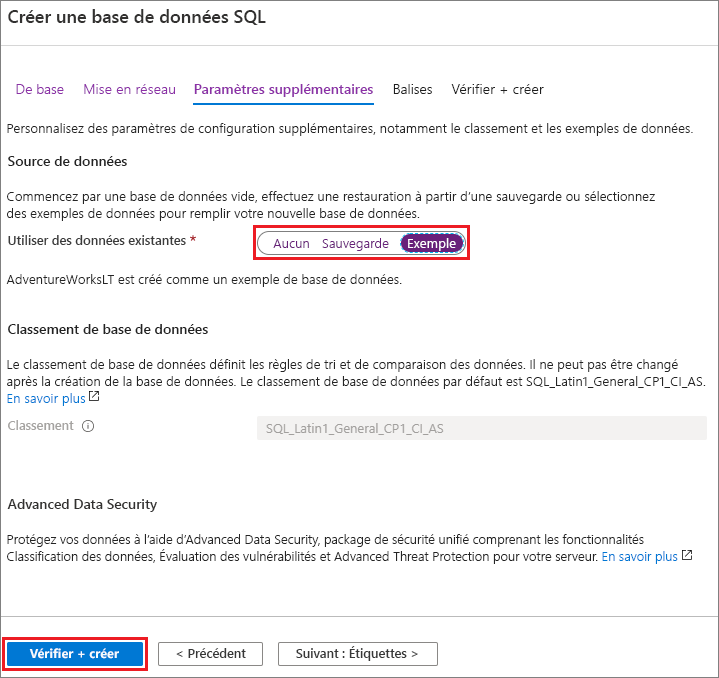 Créer une base de données SQL
De base Mise en réseau Paramètres supplémentaires Balises Vérifier + créer
Personnalisez des paramètres de configuration supplémentaires, notamment le classement et les exemples de données.
Source de données
Commencez par une base de données vide, effectuez une restauration à partir d'une sauvegarde ou sélectionnez
des exemples de données pour remplir votre nouvelle base de données.
Utiliser des données existantes * Aucun Sauvegarde Exemple
AdventureWorksLT est créé comme un exemple de base de données.
Classement de base de données
Le classement de base de données définit les règles de tri et de comparaison des données. Il ne peut pas être changé
après la création de la base de données. Le classement de base de données par défaut est SQL_Latin1_General_CP1_CI_AS.
En savoir plus
Classement SQL_Latin1_General_CP1_CI_AS
Advanced Data Security
Protégez vos données à l'aide d'Advanced Data Security, package de sécurité unifié comprenant les fonctionnalités
Classification des données, Évaluation des vulnérabilités et Advanced Threat Protection pour votre serveur. En savoir plus
Vérifier + créer < Précédent Suivant : Étiquettes >